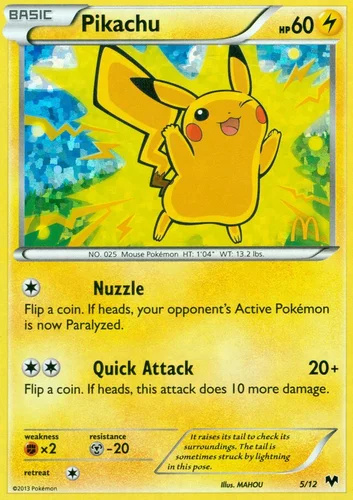 BASIC
Pikachu
HP60
NO. 025 Mouse Pokémon HT: 1'04" WT: 13.2 lbs.
Nuzzle
Flip a coin. If heads, your opponent's Active Pokémon
is now Paralyzed.
Quick Attack 20+
Flip a coin. If heads, this attack does 10 more damage.
weakness
×2
resistance
-20
retreat
It raises its tail to check its
surroundings. The tail is
sometimes struck by lightning
in this pose.
©2013 Pokémon
Illus. MAHOU
5/12